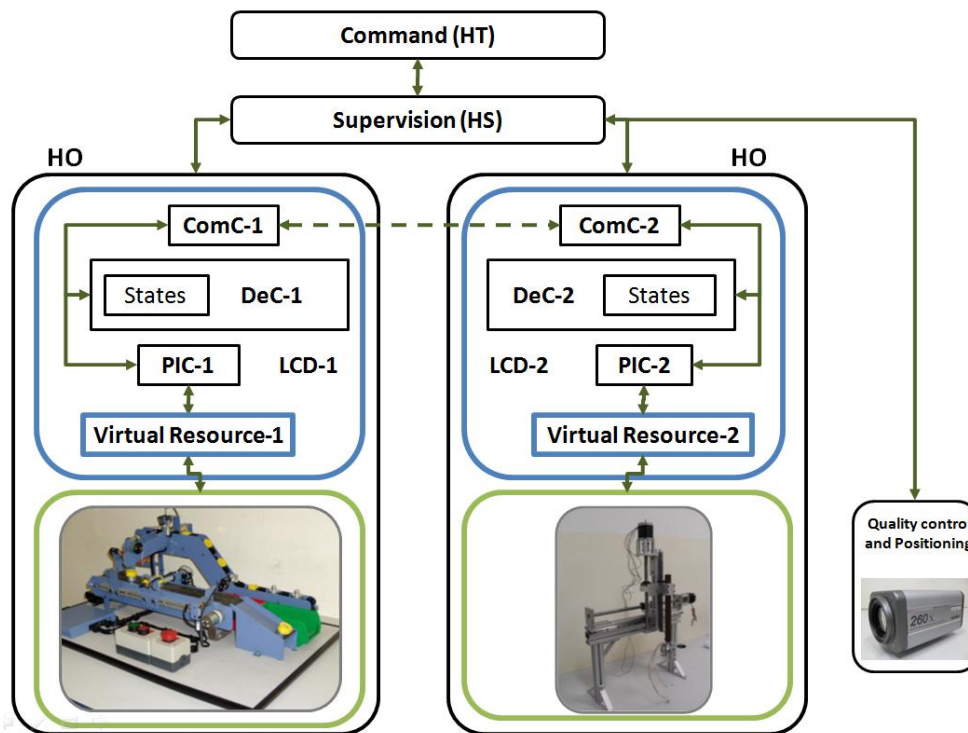 Command (HT)
Supervision (HS)
HO
HO
ComC-1
ComC-2
States
DeC-1
DeC-2
States
PIC-1
LCD-1
LCD-2
PIC-2
Virtual Resource-1
Virtual Resource-2
Quality contro
and Positioning
260x